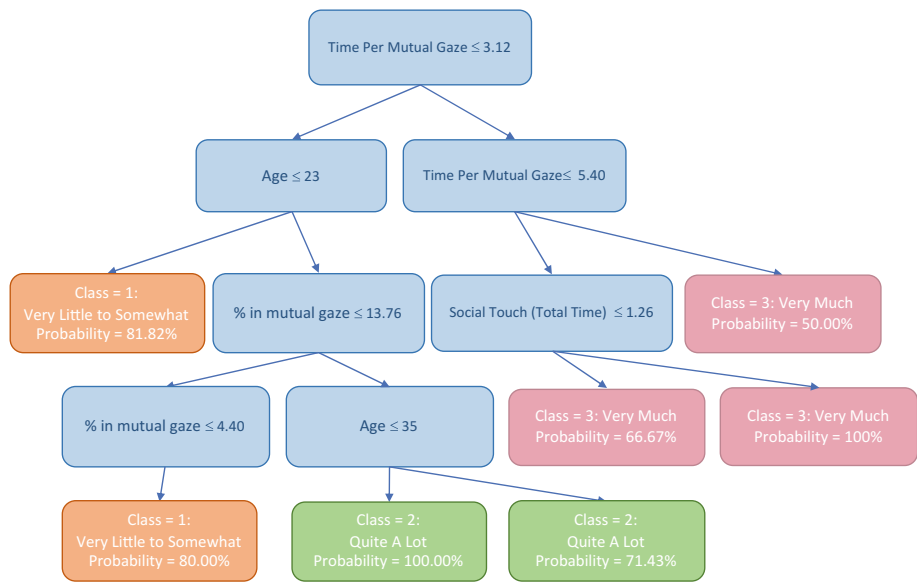 Time Per Mutual Gaze ≤ 3.12
Age ≤ 23
Time Per Mutual Gaze≤ 5.40
Class = 1:
Very Little to Somewhat
Probability = 81.82%
% in mutual gaze ≤ 13.76
Social Touch (Total Time) ≤ 1.26
Class = 3: Very Much
Probability = 50.00%
% in mutual gaze ≤ 4.40
Age ≤ 35
Class = 3: Very Much
Probability = 66.67%
Class = 3: Very Much
Probability = 100%
Class = 1:
Very Little to Somewhat
Probability = 80.00%
Class = 2:
Quite A Lot
Probability = 100.00%
Class = 2:
Quite A Lot
Probability = 71.43%